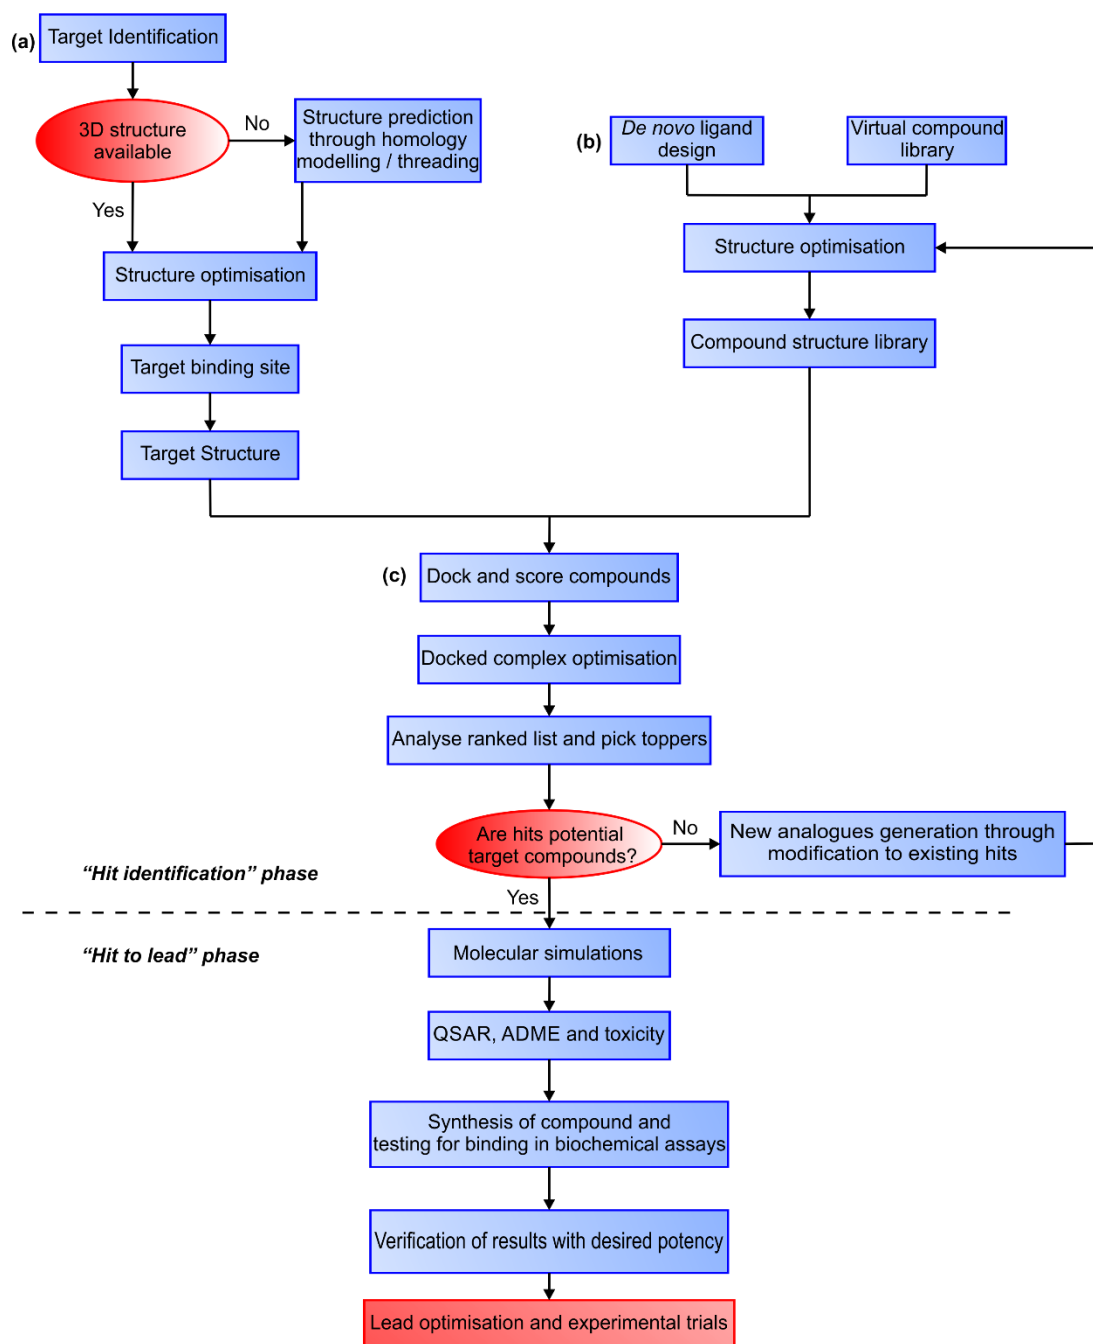 (a)
Target Identification
3D structure
available
No
Structure prediction
through homology
modelling / threading
Yes
Structure optimisation
Target binding site
Target Structure
(b)
De novo ligand
design
Virtual compound
library
Structure optimisation
Compound structure library
(c)
Dock and score compounds
Docked complex optimisation
Analyse ranked list and pick toppers
Are hits potential
target compounds?
No
New analogues generation through
modification to existing hits
“Hit identification” phase
Yes
“Hit to lead” phase
Molecular simulations
QSAR, ADME and toxicity
Synthesis of compound and
testing for binding in biochemical assays
Verification of results with desired potency
Lead optimisation and experimental trials